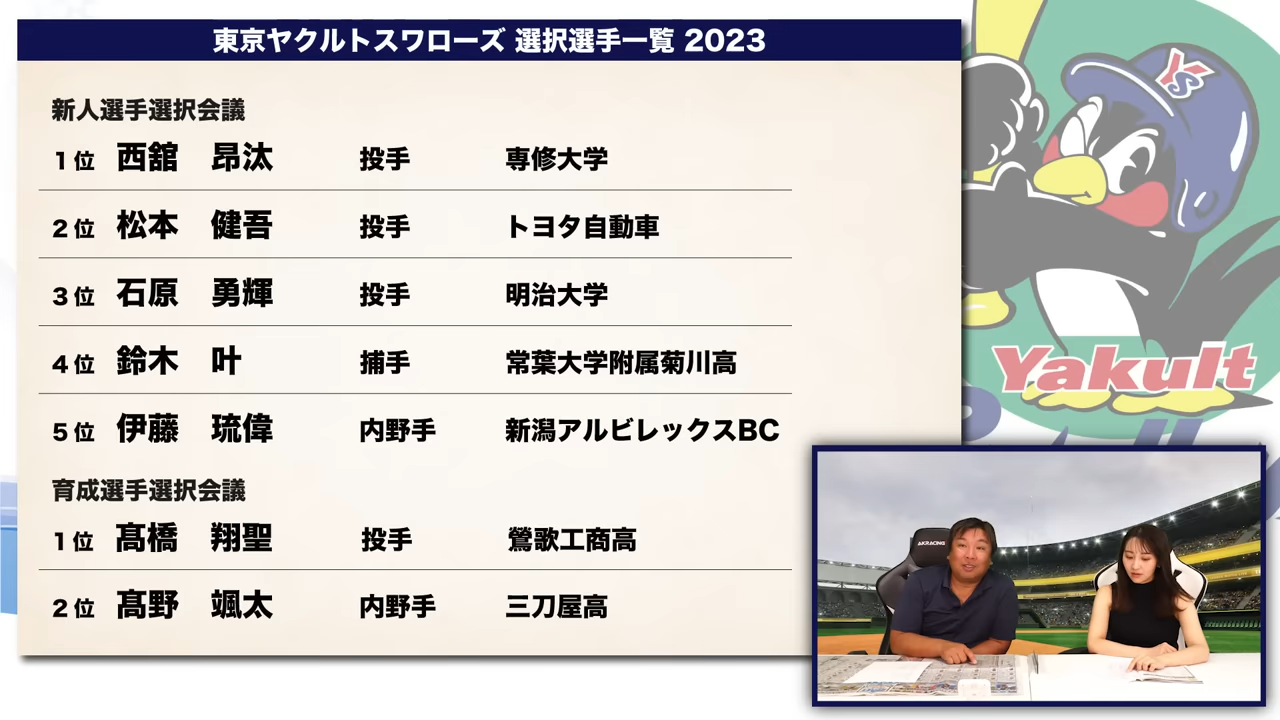 東京ヤクルトスワローズ 選択選手一覧 2023
新人選手選択会議
1位 西舘 昂汰 投手 専修大学
2位 松本 健吾 投手 トヨタ自動車
3位 石原 勇輝 投手 明治大学
4位 鈴木 叶 捕手 常葉大学附属菊川高
5位 伊藤 琉偉 内野手 新潟アルビレックスBC
育成選手選択会議
1位 髙橋 翔聖 投手 鶯歌工商高
2位 髙野 颯太 内野手 三刀屋高
YS
Yakult
AKRACING